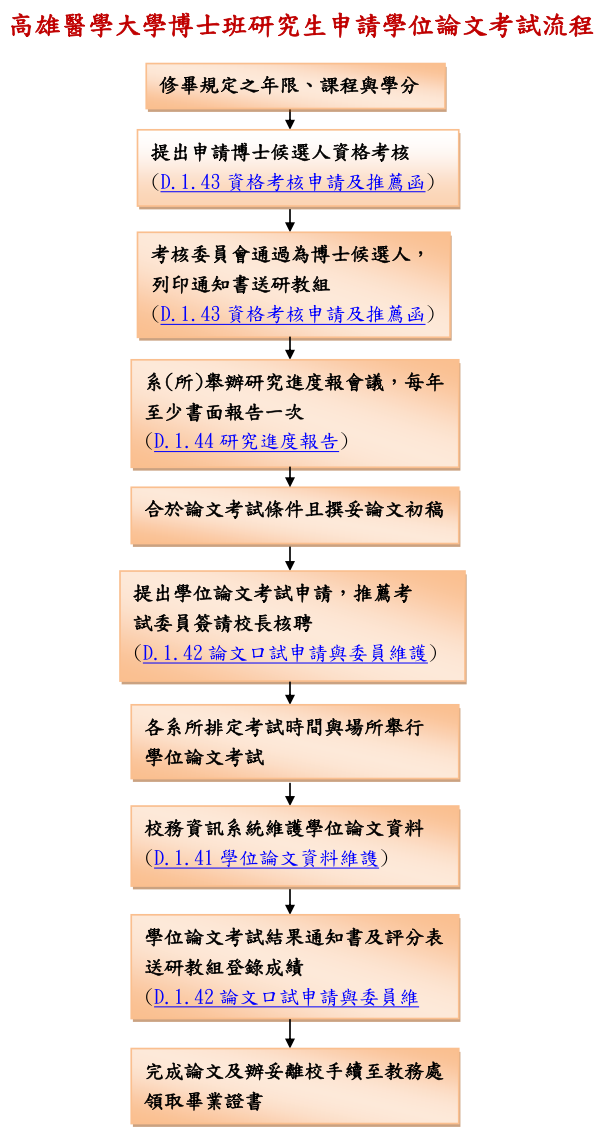 高雄醫學大學博士班研究生申請學位論文考試流程
修畢規定之年限、課程與學分
提出申請博士候選人資格考核
(D.1.43 資格考核申請及推薦函)
考核委員會通過為博士候選人，
列印通知書送研教組
(D.1.43 資格考核申請及推薦函)
系(所)舉辦研究進度報會議，每年
至少書面報告一次
(D.1.44 研究進度報告)
合於論文考試條件且撰妥論文初稿
提出學位論文考試申請，推薦考
試委員簽請校長核聘
(D.1.42 論文口試申請與委員維護)
各系所排定考試時間與場所舉行
學位論文考試
校務資訊系統維護學位論文資料
(D.1.41 學位論文資料維護)
學位論文考試結果通知書及評分表
送研教組登錄成績
(D.1.42 論文口試申請與委員維
完成論文及辦妥離校手續至教務處
領取畢業證書